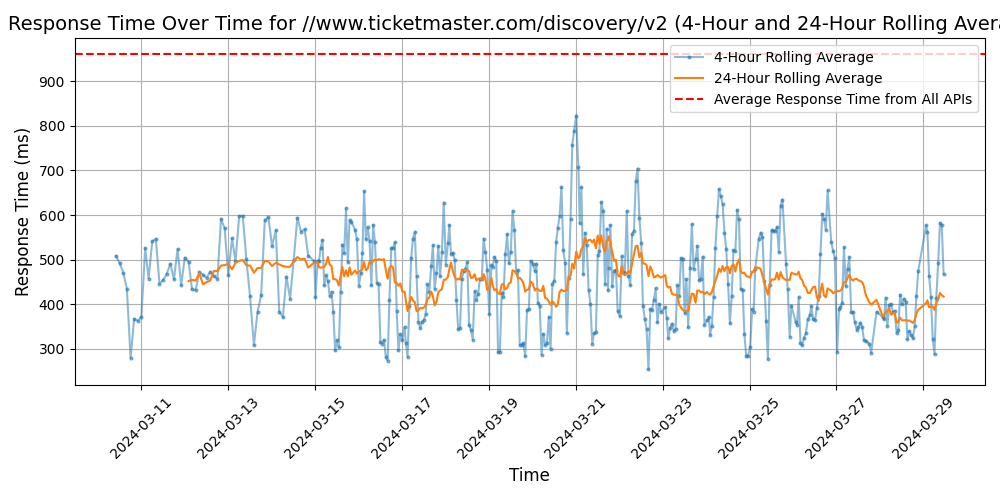 Response Time Over Time for //www.ticketmaster.com/discovery/v2 (4-Hour and 24-Hour Rolling Avera
4-Hour Rolling Average
24-Hour Rolling Average
Average Response Time from All APIs
Response Time (ms)
900
800
700
600
500
400
300
2024-03-11
2024-03-13
2024-03-15
2024-03-17
2024-03-19
2024-03-21
2024-03-23
2024-03-25
2024-03-27
2024-03-29
Time